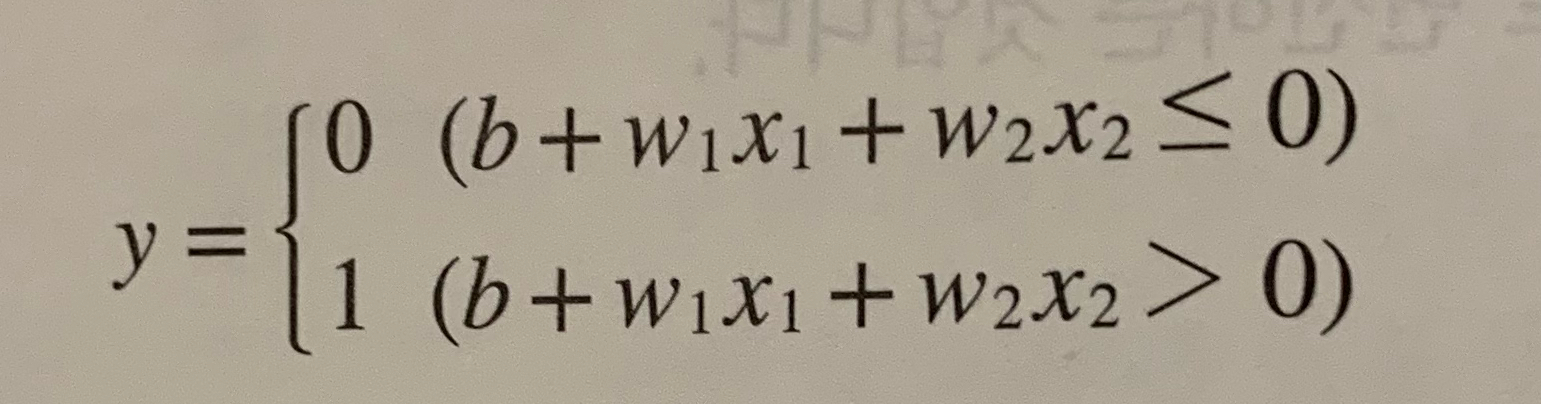 y = { 0 (b + w₁x₁ + w₂x₂ ≤ 0)
1 (b + w₁x₁ + w₂x₂ > 0)